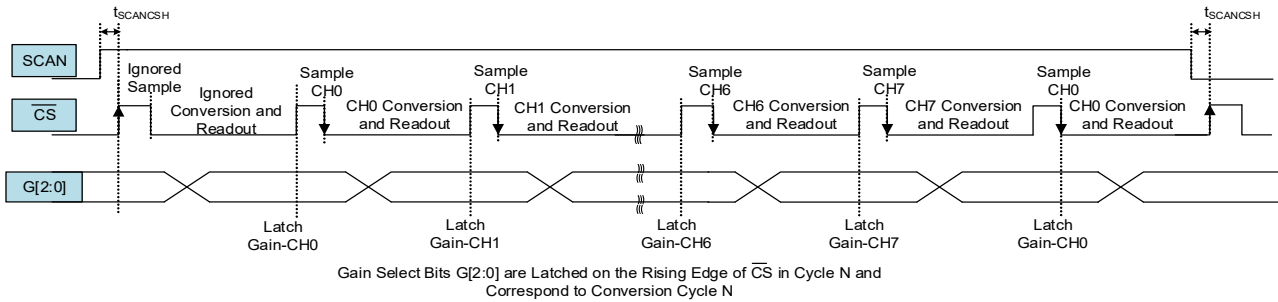 tSCANCSH
tSCANCSH
SCAN
Ignored
Sample
Sample
CH0
Sample
CH1
Sample
CH6
Sample
CH7
Sample
CH0
CS
Ignored
Conversion and
Readout
CH0 Conversion
and Readout
CH1 Conversion
and Readout
CH6 Conversion
and Readout
CH7 Conversion
and Readout
CH0 Conversion
and Readout
G[2:0]
Latch
Gain-CH0
Latch
Gain-CH1
Latch
Gain-CH6
Latch
Gain-CH7
Latch
Gain-CH0
Gain Select Bits G[2:0] are Latched on the Rising Edge of CS in Cycle N and
Correspond to Conversion Cycle N